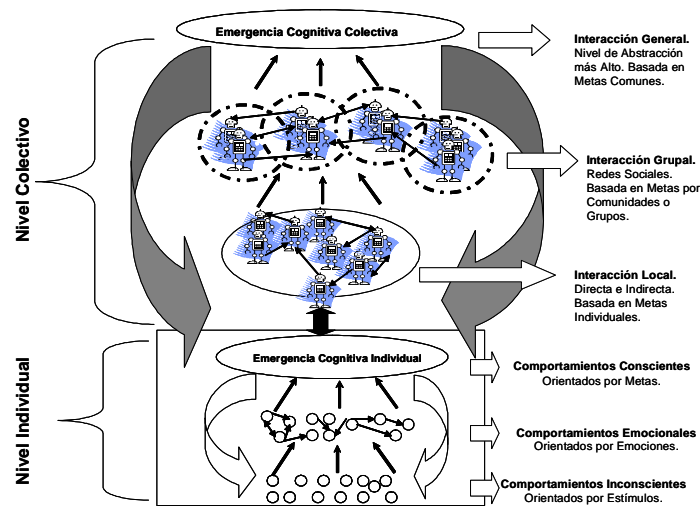 Emergencia Cognitiva Colectiva
Interacción General.
Nivel de Abstracción
más Alto. Basada en
Metas Comunes.
Nivel Colectivo
Interacción Grupal.
Redes Sociales.
Basada en Metas por
Comunidades o
Grupos.
Interacción Local.
Directa e Indirecta.
Basada en Metas
Individuales.
Nivel Individual
Emergencia Cognitiva Individual
Comportamientos Conscientes
Orientados por Metas.
Comportamientos Emocionales
Orientados por Emociones.
Comportamientos Inconscientes
Orientados por Estímulos.